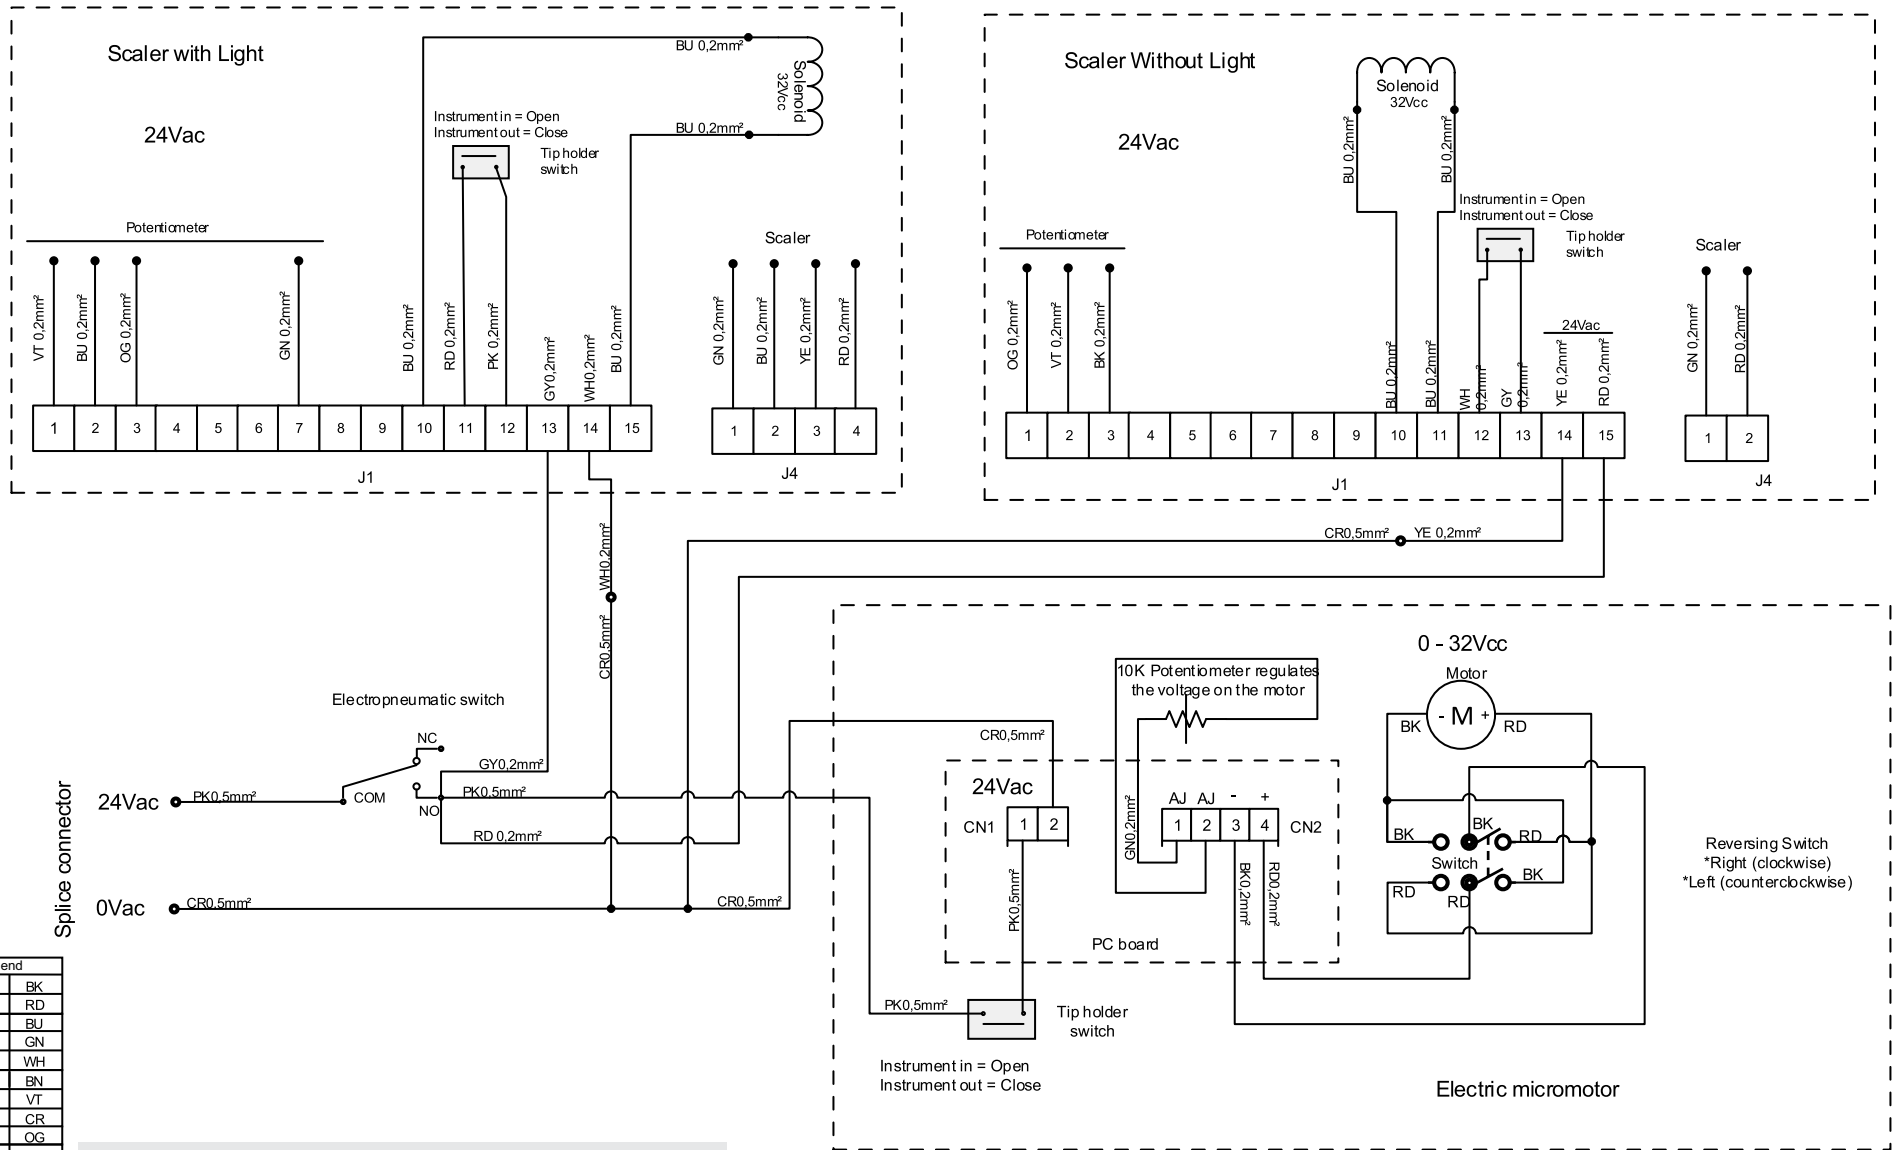 Scaler with Light
24Vac
BU 0,2mm²
Solenoid
32Vcc
BU 0,2mm²
Instrument in = Open
Instrument out = Close
Tip holder
switch
Potentiometer
VT 0,2mm²
BU 0,2mm²
OG 0,2mm²
GN 0,2mm²
BU 0,2mm²
RD 0,2mm²
PK 0,2mm²
GY0,2mm²
WH0,2mm²
BU 0,2mm²
1 2 3 4 5 6 7 8 9 10 11 12 13 14 15
J1
Scaler
GN 0,2mm²
BU 0,2mm²
YE 0,2mm²
RD 0,2mm²
1 2 3 4
J4
Scaler Without Light
24Vac
Solenoid
32Vcc
BU 0,2mm²
BU 0,2mm²
Instrument in = Open
Instrument out = Close
Tip holder
switch
Potentiometer
OG 0,2mm²
VT 0,2mm²
BK 0,2mm²
BU 0,2mm²
BU 0,2mm²
WH
0,2mm²
GY
0,2mm²
24Vac
YE 0,2mm²
RD 0,2mm²
1 2 3 4 5 6 7 8 9 10 11 12 13 14 15
J1
Scaler
GN 0,2mm²
RD 0,2mm²
1 2
J4
CR0,5mm² YE 0,2mm²
WH0,2mm²
CR0,5mm²
Electropneumatic switch
NC
GY0,2mm²
Splice connector
24Vac
PK0,5mm²
COM
NO
PK0,5mm²
RD 0,2mm²
0Vac
CR0,5mm²
CR0,5mm²
CR0,5mm²
10K Potentiometer regulates
the voltage on the motor
24Vac
CN1
1 2
GN0,2mm²
AJ AJ - +
1 2 3 4
CN2
PK0,5mm²
BK0,2mm²
RD0,2mm²
PC board
PK0,5mm²
Tip holder
switch
Instrument in = Open
Instrument out = Close
0 - 32Vcc
Motor
BK
- M +
RD
BK
BK
RD
Switch
RD
RD
BK
Reversing Switch
*Right (clockwise)
*Left (counterclockwise)
Electric micromotor
end
BK
RD
BU
GN
WH
BN
VT
CR
OG